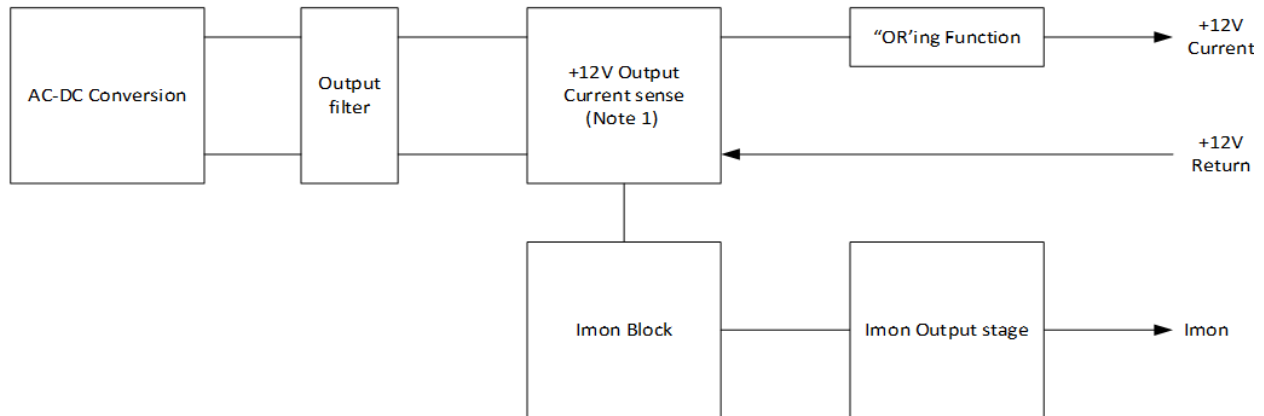 AC-DC Conversion
Output
filter
+12V Output
Current sense
(Note 1)
“OR’ing Function
+12V
Current
+12V
Return
Imon Block
Imon Output stage
Imon